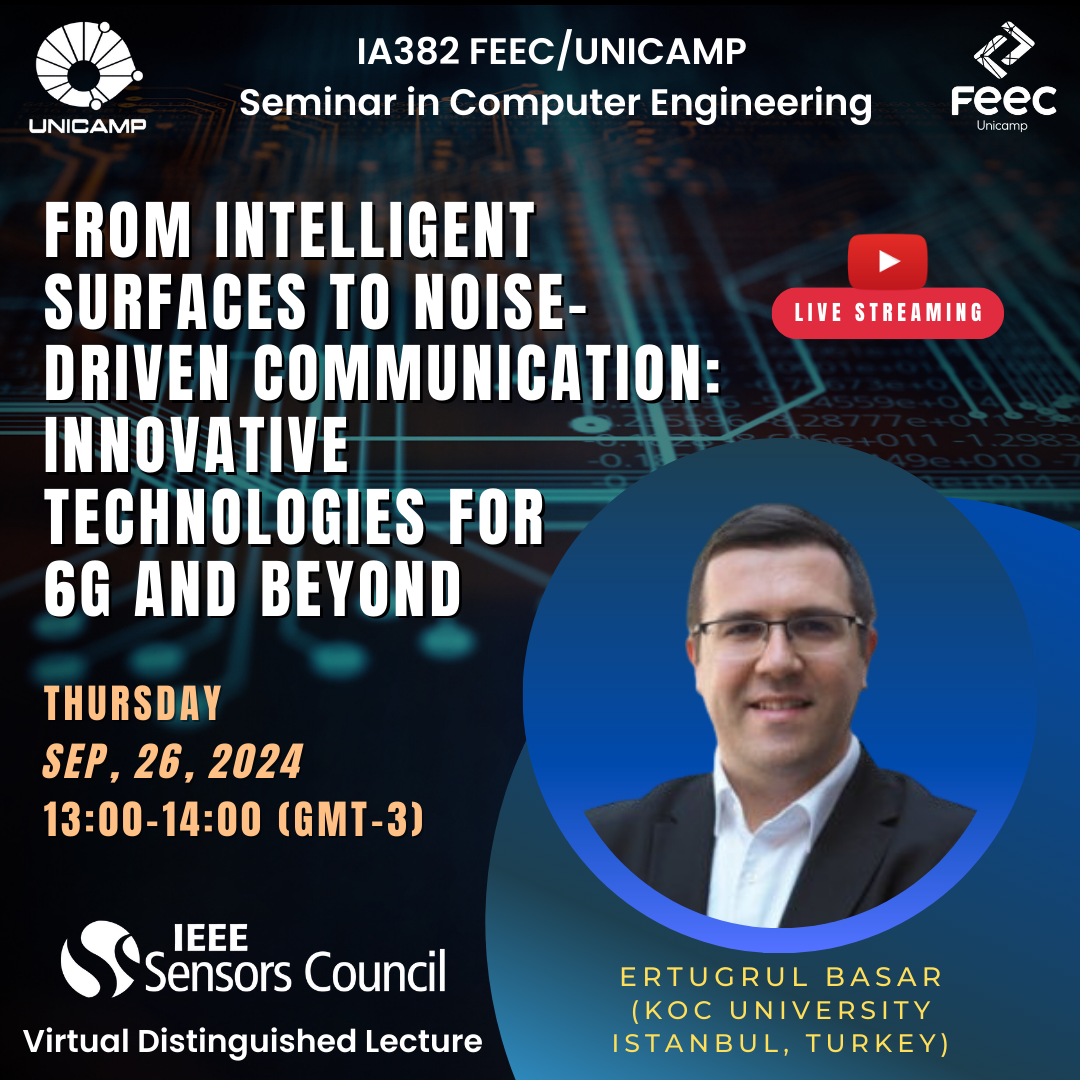 UNICAMP
IA382 FEEC/UNICAMP
Seminar in Computer Engineering
Feec
Unicamp
FROM INTELLIGENT
SURFACES TO NOISE-
DRIVEN COMMUNICATION:
INNOVATIVE
TECHNOLOGIES FOR
6G AND BEYOND
LIVE STREAMING
THURSDAY
SEP, 26, 2024
13:00-14:00 (GMT-3)
IEEE
Sensors Council
Virtual Distinguished Lecture
ERTUGRUL BASAR
(KOC UNIVERSITY
ISTANBUL, TURKEY)